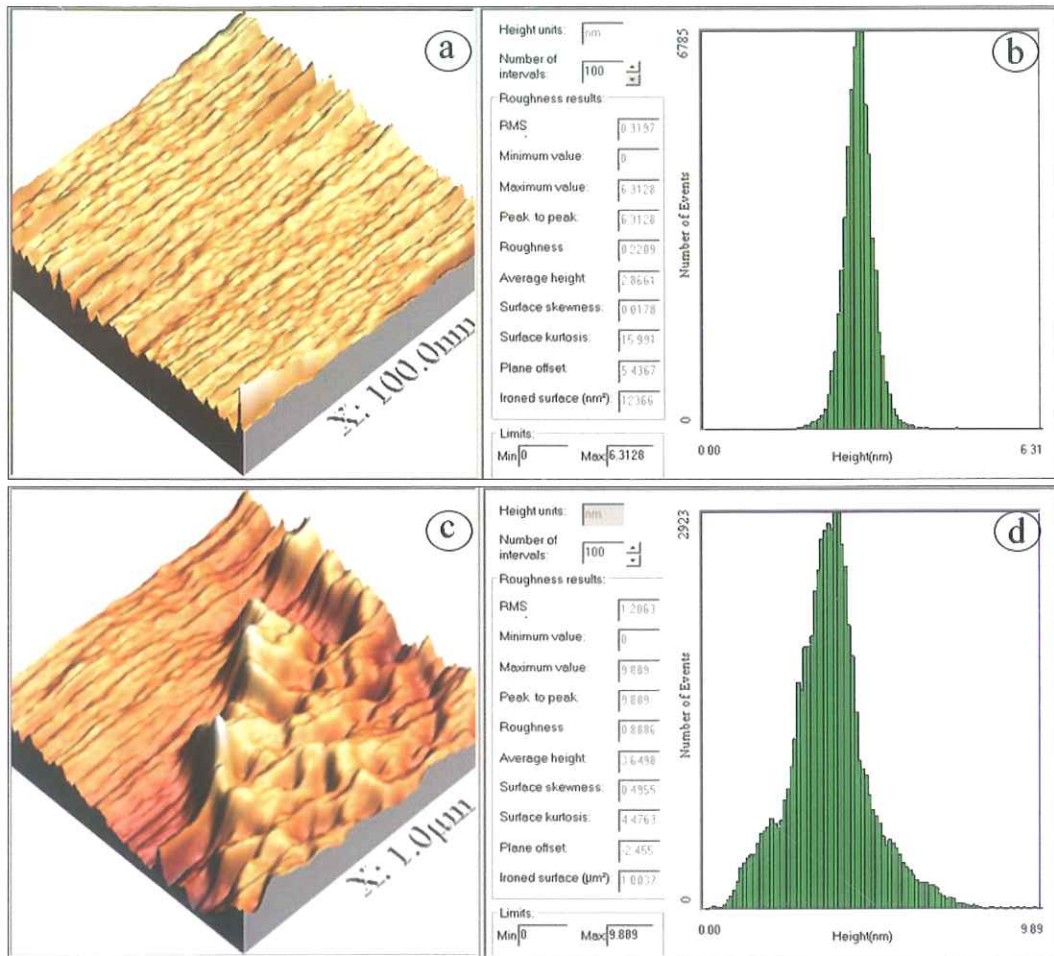 a
X: 100.0nm
Height units: nm
Number of
intervals: 100
Roughness results:
RMS 0.3197
Minimum value: 0
Maximum value: 6.3128
Peak to peak: 6.3128
Roughness 0.2209
Average height 2.8661
Surface skewness: 0.0178
Surface kurtosis: 15.991
Plane offset: 5.4367
Ironed surface (nm²): 12366
Limits:
Min 0 Max 6.3128
b
6785
Number of Events
0
0.00 6.31
Height(nm)
c
X: 1.0µm
Height units: nm
Number of
intervals: 100
Roughness results:
RMS
Minimum value: 0
Maximum value: 9.889
Peak to peak: 9.889
Roughness
Average height 3.6498
Surface skewness: 0.4955
Surface kurtosis: 4.4763
Plane offset: -2.455
Ironed surface (µm²):
Limits:
Min 0 Max 9.889
d
2923
Number of Events
0
0.00 9.89
Height(nm)